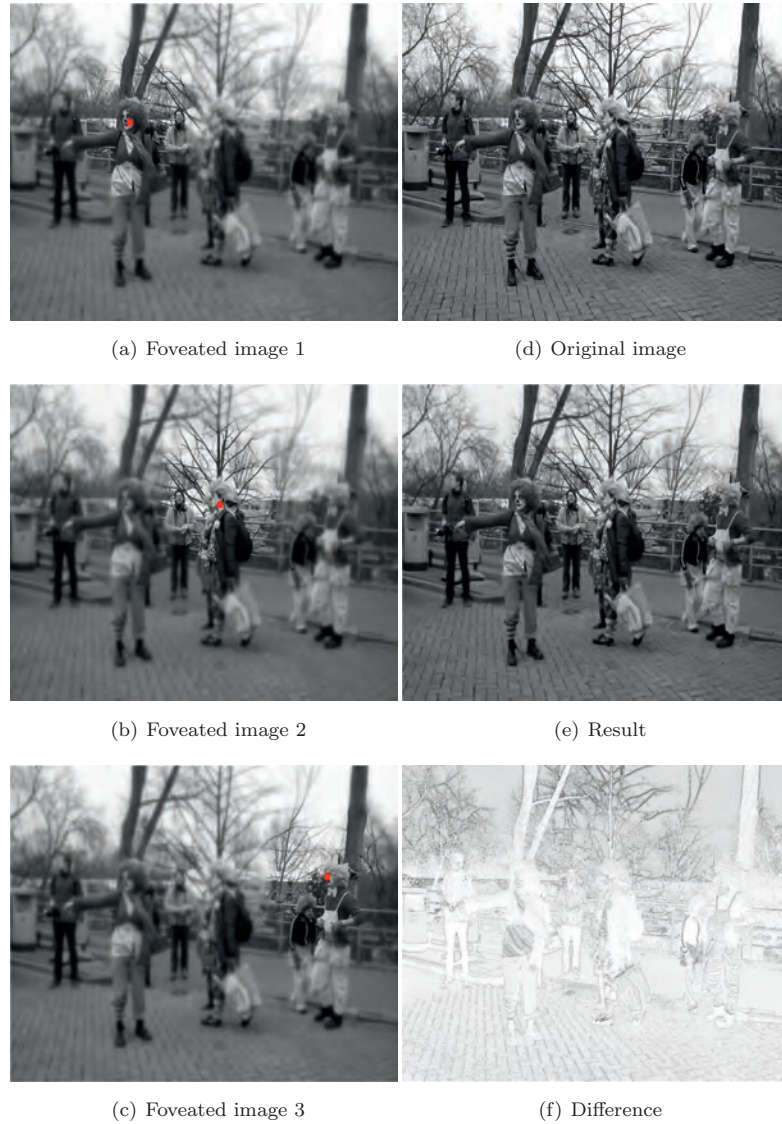 (a) Foveated image 1
(d) Original image
(b) Foveated image 2
(e) Result
(c) Foveated image 3
(f) Difference